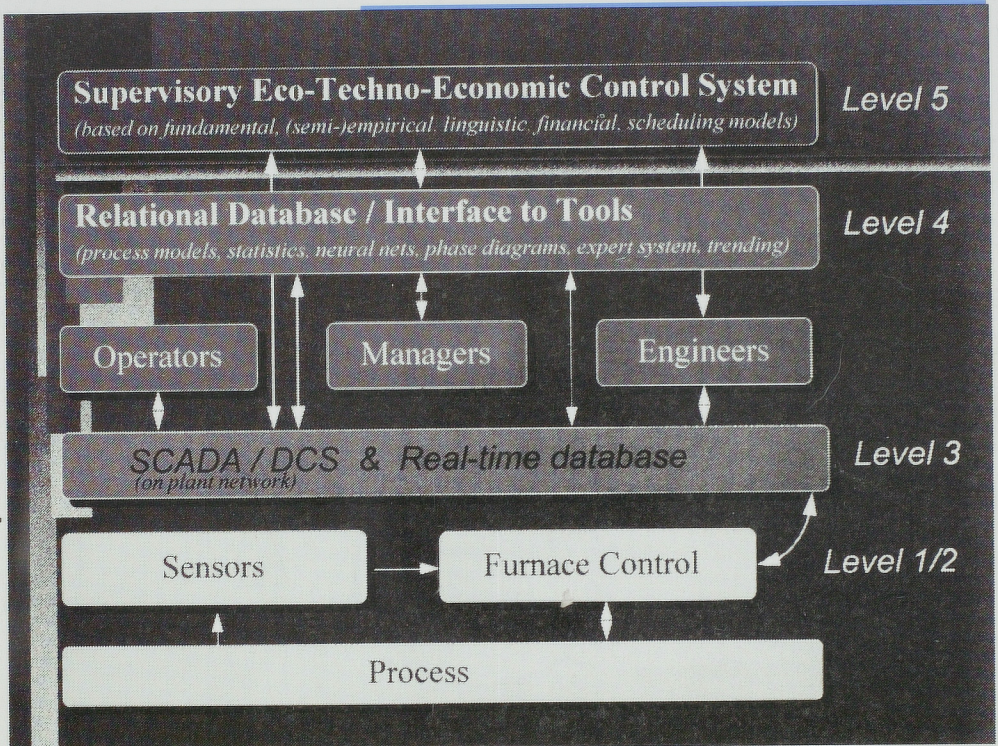 Supervisory Eco-Techno-Economic Control System
(based on fundamental, (semi-)empirical, linguistic, financial, scheduling models)
Level 5
Relational Database / Interface to Tools
(process models, statistics, neural nets, phase diagrams, expert system, trending)
Level 4
Operators
Managers
Engineers
SCADA / DCS & Real-time database
(on plant network)
Level 3
Sensors
Furnace Control
Level 1/2
Process